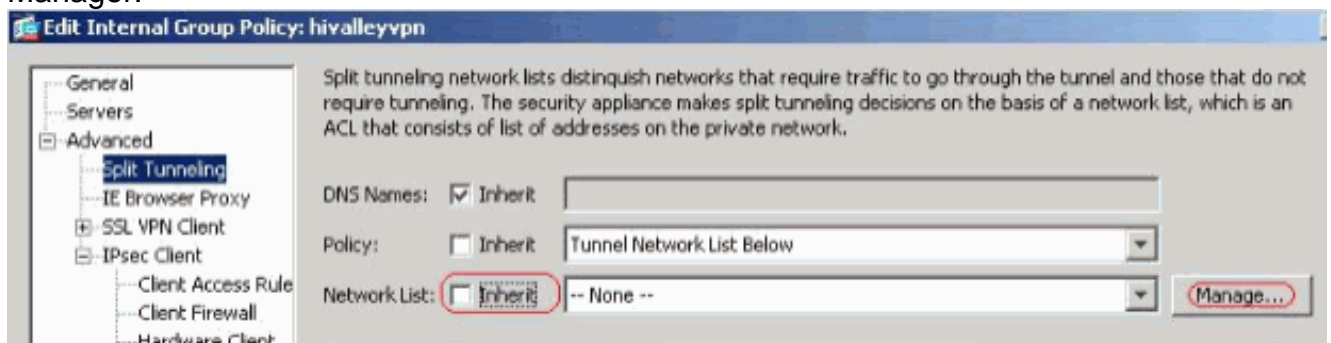 Manager.
Edit Internal Group Policy: hivalleyvpn
General
Servers
Advanced
Split Tunneling
IE Browser Proxy
SSL VPN Client
IPsec Client
Client Access Rule
Client Firewall
Hardware Client
Split tunneling network lists distinguish networks that require traffic to go through the tunnel and those that do not
require tunneling. The security appliance makes split tunneling decisions on the basis of a network list, which is an
ACL that consists of list of addresses on the private network.
DNS Names: Inherit
Policy: Inherit Tunnel Network List Below
Network List: Inherit -- None -- Manage...